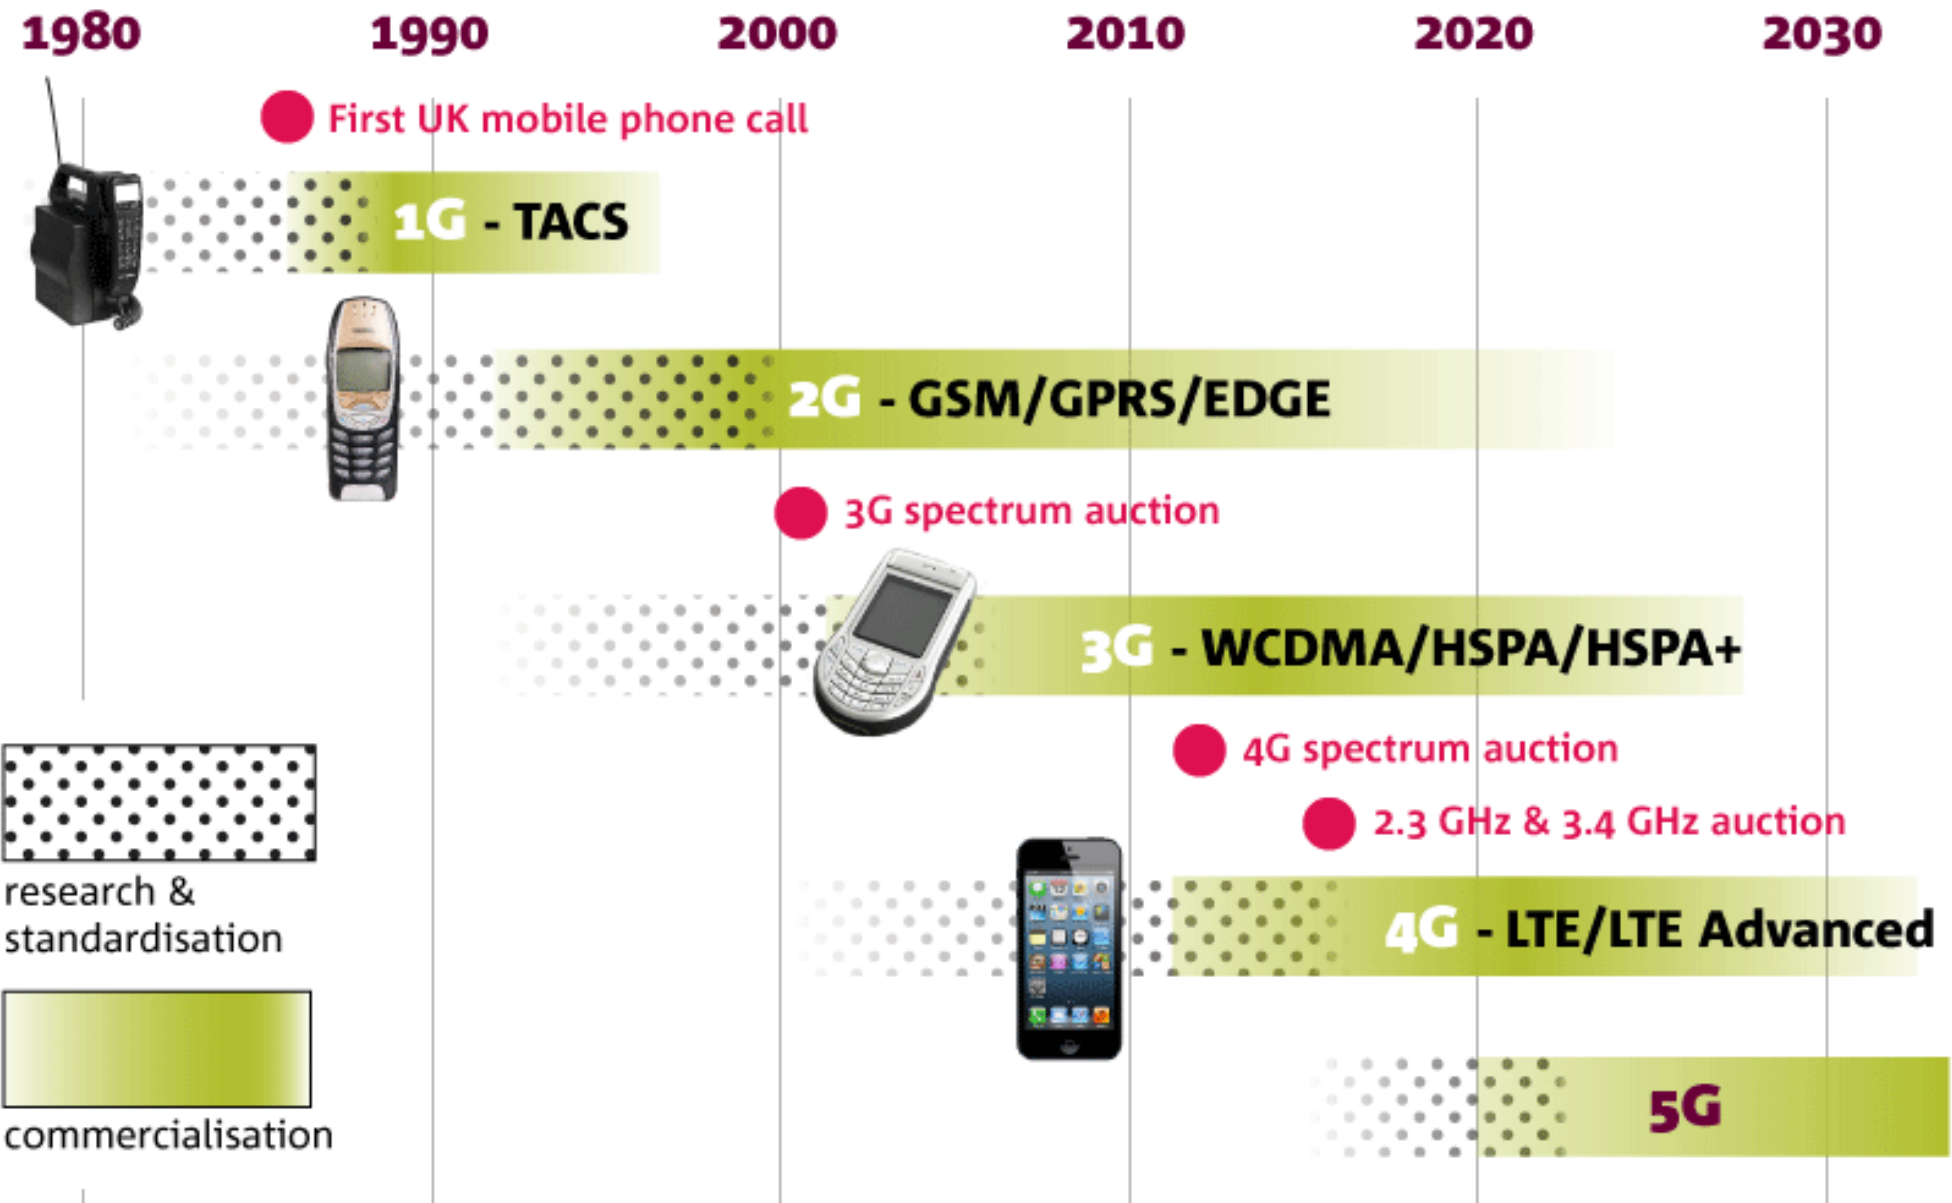 1980 1990 2000 2010 2020 2030
First UK mobile phone call
1G - TACS
2G - GSM/GPRS/EDGE
3G spectrum auction
3G - WCDMA/HSPA/HSPA+
4G spectrum auction
2.3 GHz & 3.4 GHz auction
4G - LTE/LTE Advanced
5G
research &
standardisation
commercialisation